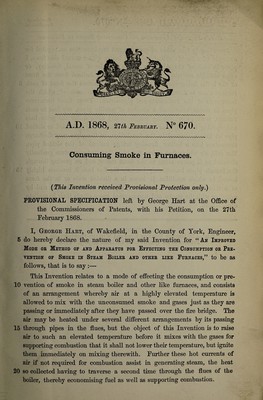 A.D. 1868, 27th FEBRUARY. No 670.
Consuming Smoke in Furnaces.
(This Invention received Provisional Protection only.)
PROVISIONAL SPECIFICATION left by George Hart at the Office of
the Commissioners of Patents, with his Petition, on the 27th
February 1868.
I, GEORGE HART, of Wakefield, in the County of York, Engineer,
5 do hereby declare the nature of my said Invention for "AN IMPROVED
MODE OR METHOD OF AND APPARATUS FOR EFFECTING THE CONSUMPTION OR PRE-
VENTION OF SMOKE IN STEAM BOILER AND OTHER LIKE FURNACES," to be as
follows, that is to say:—
This Invention relates to a mode of effecting the consumption or pre-
10 vention of smoke in steam boiler and other like furnaces, and consists
of an arrangement whereby air at a highly elevated temperature is
allowed to mix with the unconsumed smoke and gases just as they are
passing or immediately after they have passed over the fire bridge. The
air may be heated under several different arrangements by its passing
15 through pipes in the flues, but the object of this Invention is to raise
air to such an elevated temperature before it mixes with the gases for
supporting combustion that it shall not lower their temperature, but ignite
them immediately on mixing therewith. Further these hot currents of
air if not required for combustion assist in generating steam, the heat
20 so collected having to traverse a second time through the flues of the
boiler, thereby economising fuel as well as supporting combustion.